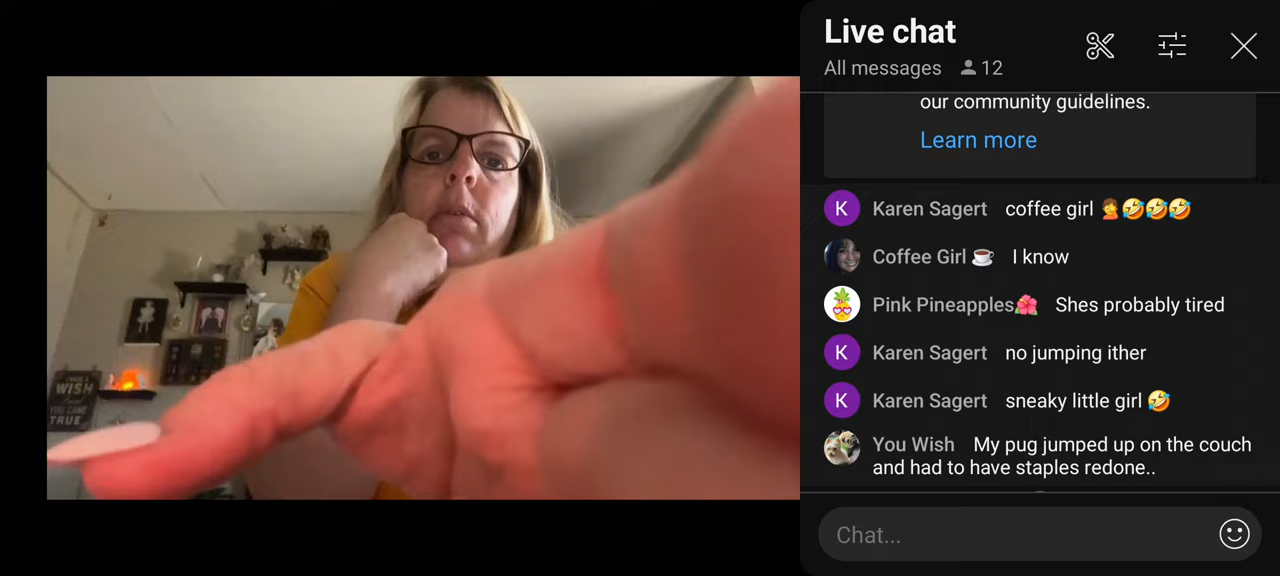 Live chat
All messages 12
our community guidelines.
Learn more
K Karen Sagert coffee girl 🤦🤣🤣🤣
Coffee Girl ☕ I know
Pink Pineapples🌺 Shes probably tired
K Karen Sagert no jumping ither
K Karen Sagert sneaky little girl 🤣
You Wish My pug jumped up on the couch
and had to have staples redone..
Chat...
WISH
YOU CAME
TRUE